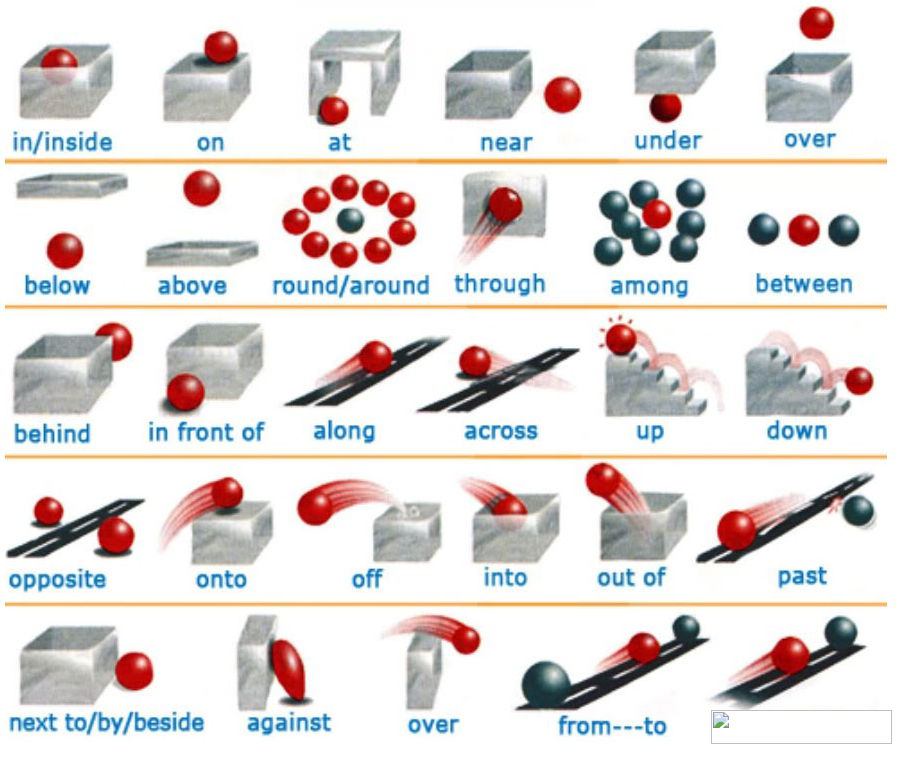 in/inside on at near under over
below above round/around through among between
behind in front of along across up down
opposite onto off into out of past
next to/by/beside against over from---to